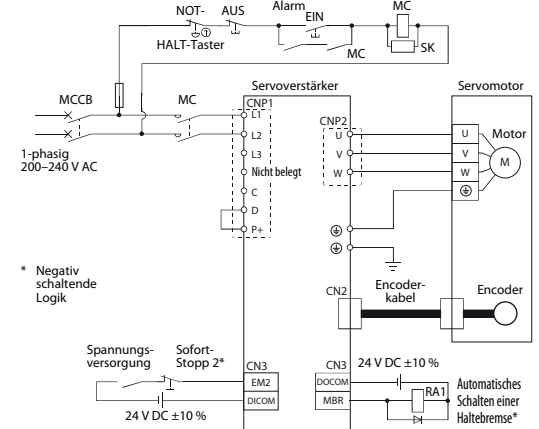 NOT-
HALT-Taster
AUS
Alarm
EIN
MC
MC
SK
MCCB
MC
1-phasig
200–240 V AC
Servoverstärker
CNP1
L1
L2
L3
Nicht belegt
C
D
P+
CNP2
U
V
W
Servomotor
U
V
W
Motor
M
* Negativ
schaltende
Logik
CN2
Encoder-
kabel
Encoder
Spannungs-
versorgung
Sofort-
Stopp 2*
24 V DC ±10 %
CN3
EM2
DICOM
CN3
DOCOM
MBR
24 V DC ±10 %
RA1
Automatisches
Schalten einer
Haltebremse*